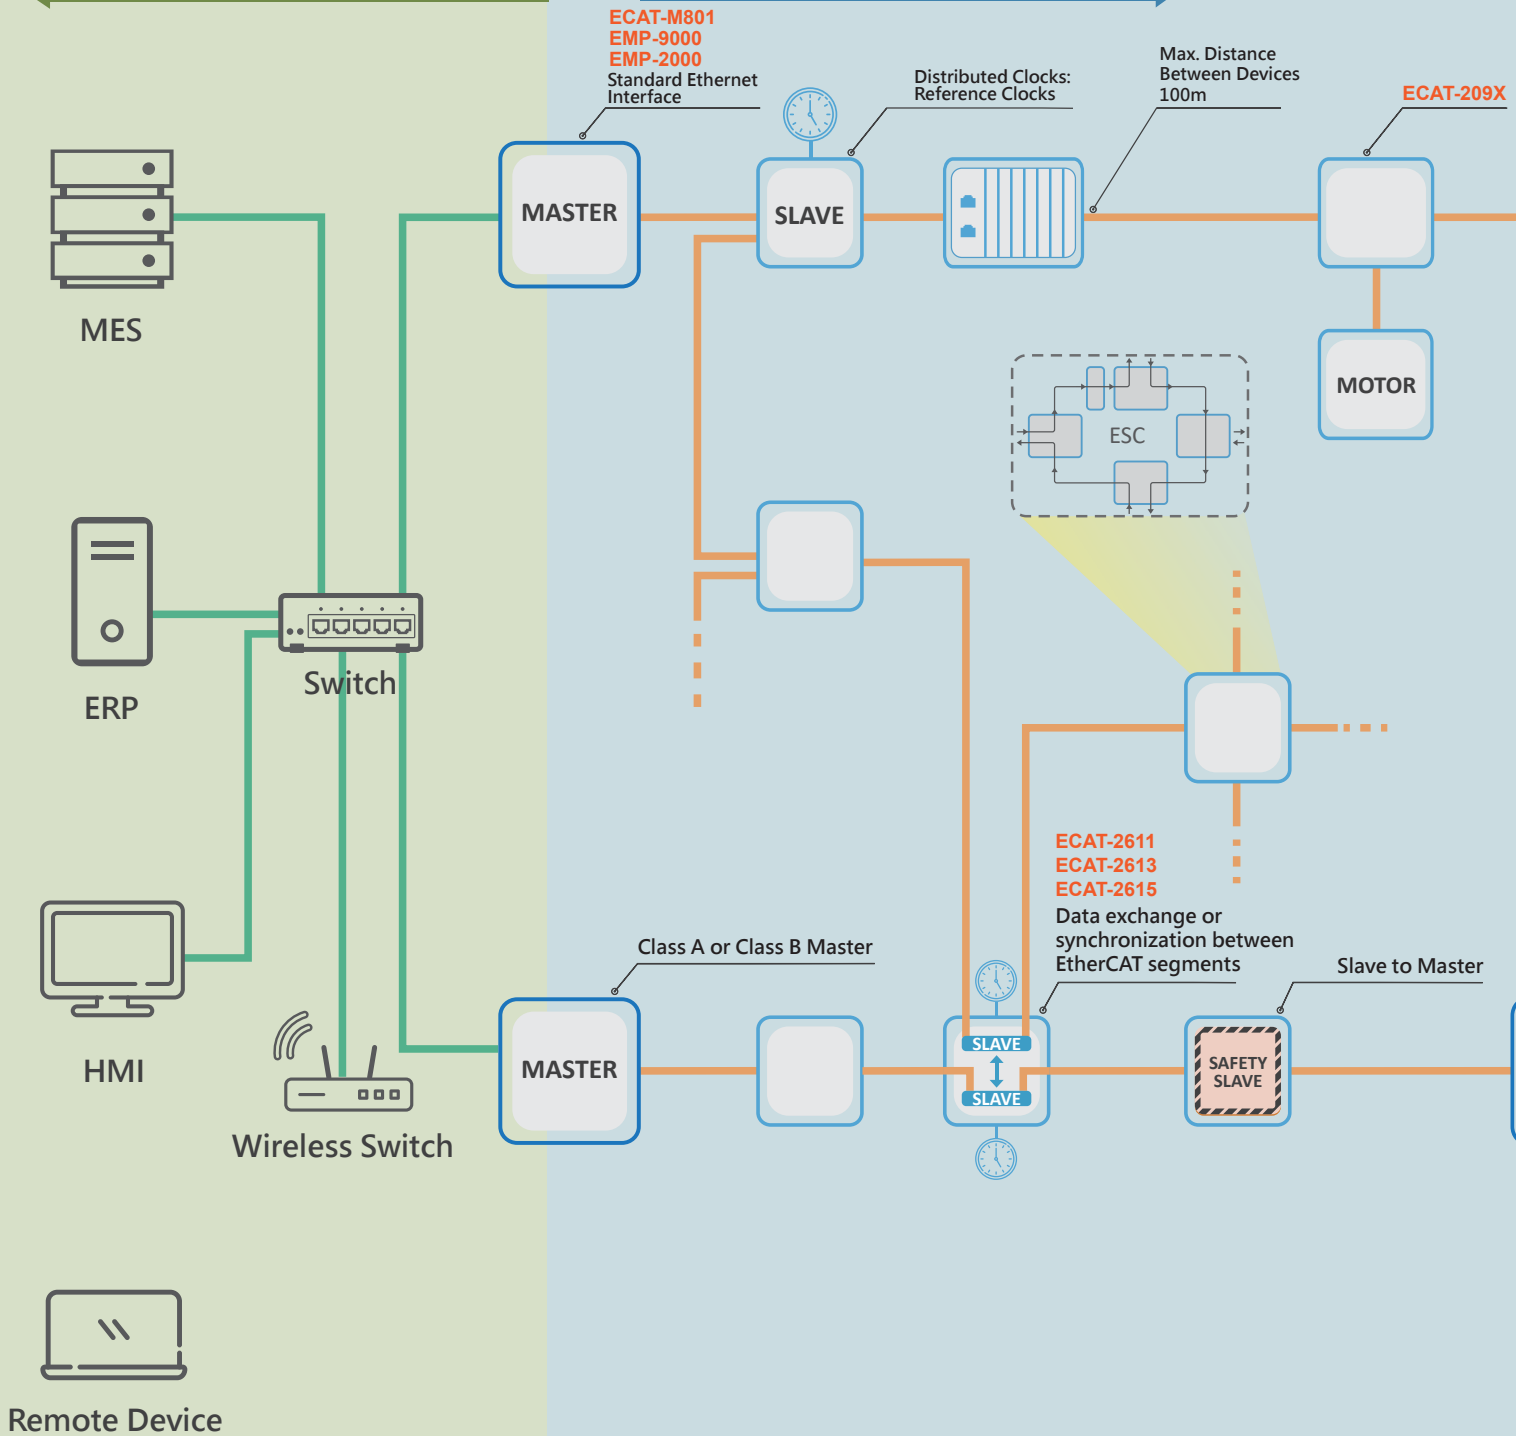 ECAT-M801
EMP-9000
EMP-2000
Standard Ethernet
Interface
Distributed Clocks:
Reference Clocks
Max. Distance
Between Devices
100m
ECAT-209X
MASTER
SLAVE
MES
MOTOR
ESC
Switch
ERP
ECAT-2611
ECAT-2613
ECAT-2615
Data exchange or
synchronization between
EtherCAT segments
Class A or Class B Master
Slave to Master
HMI
MASTER
SLAVE
SLAVE
SAFETY
SLAVE
Wireless Switch
Remote Device